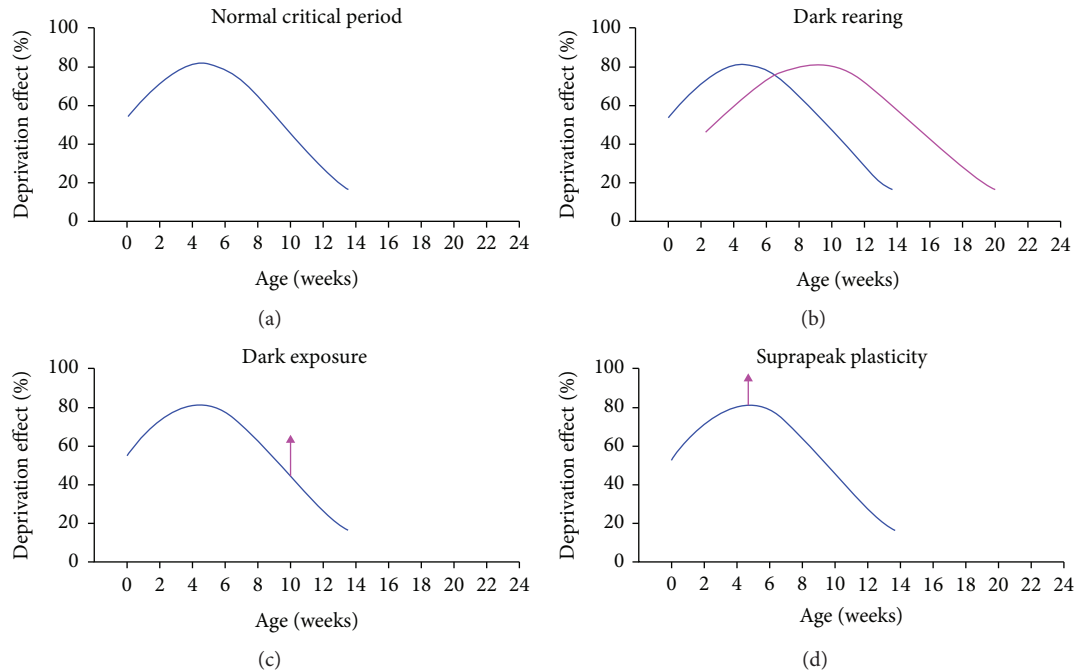 Normal critical period
Deprivation effect (%)
100
80
60
40
20
0
0 2 4 6 8 10 12 14 16 18 20 22 24
Age (weeks)
(a)
Dark rearing
Deprivation effect (%)
100
80
60
40
20
0
0 2 4 6 8 10 12 14 16 18 20 22 24
Age (weeks)
(b)
Dark exposure
Deprivation effect (%)
100
80
60
40
20
0
0 2 4 6 8 10 12 14 16 18 20 22 24
Age (weeks)
(c)
Suprapeak plasticity
Deprivation effect (%)
100
80
60
40
20
0
0 2 4 6 8 10 12 14 16 18 20 22 24
Age (weeks)
(d)